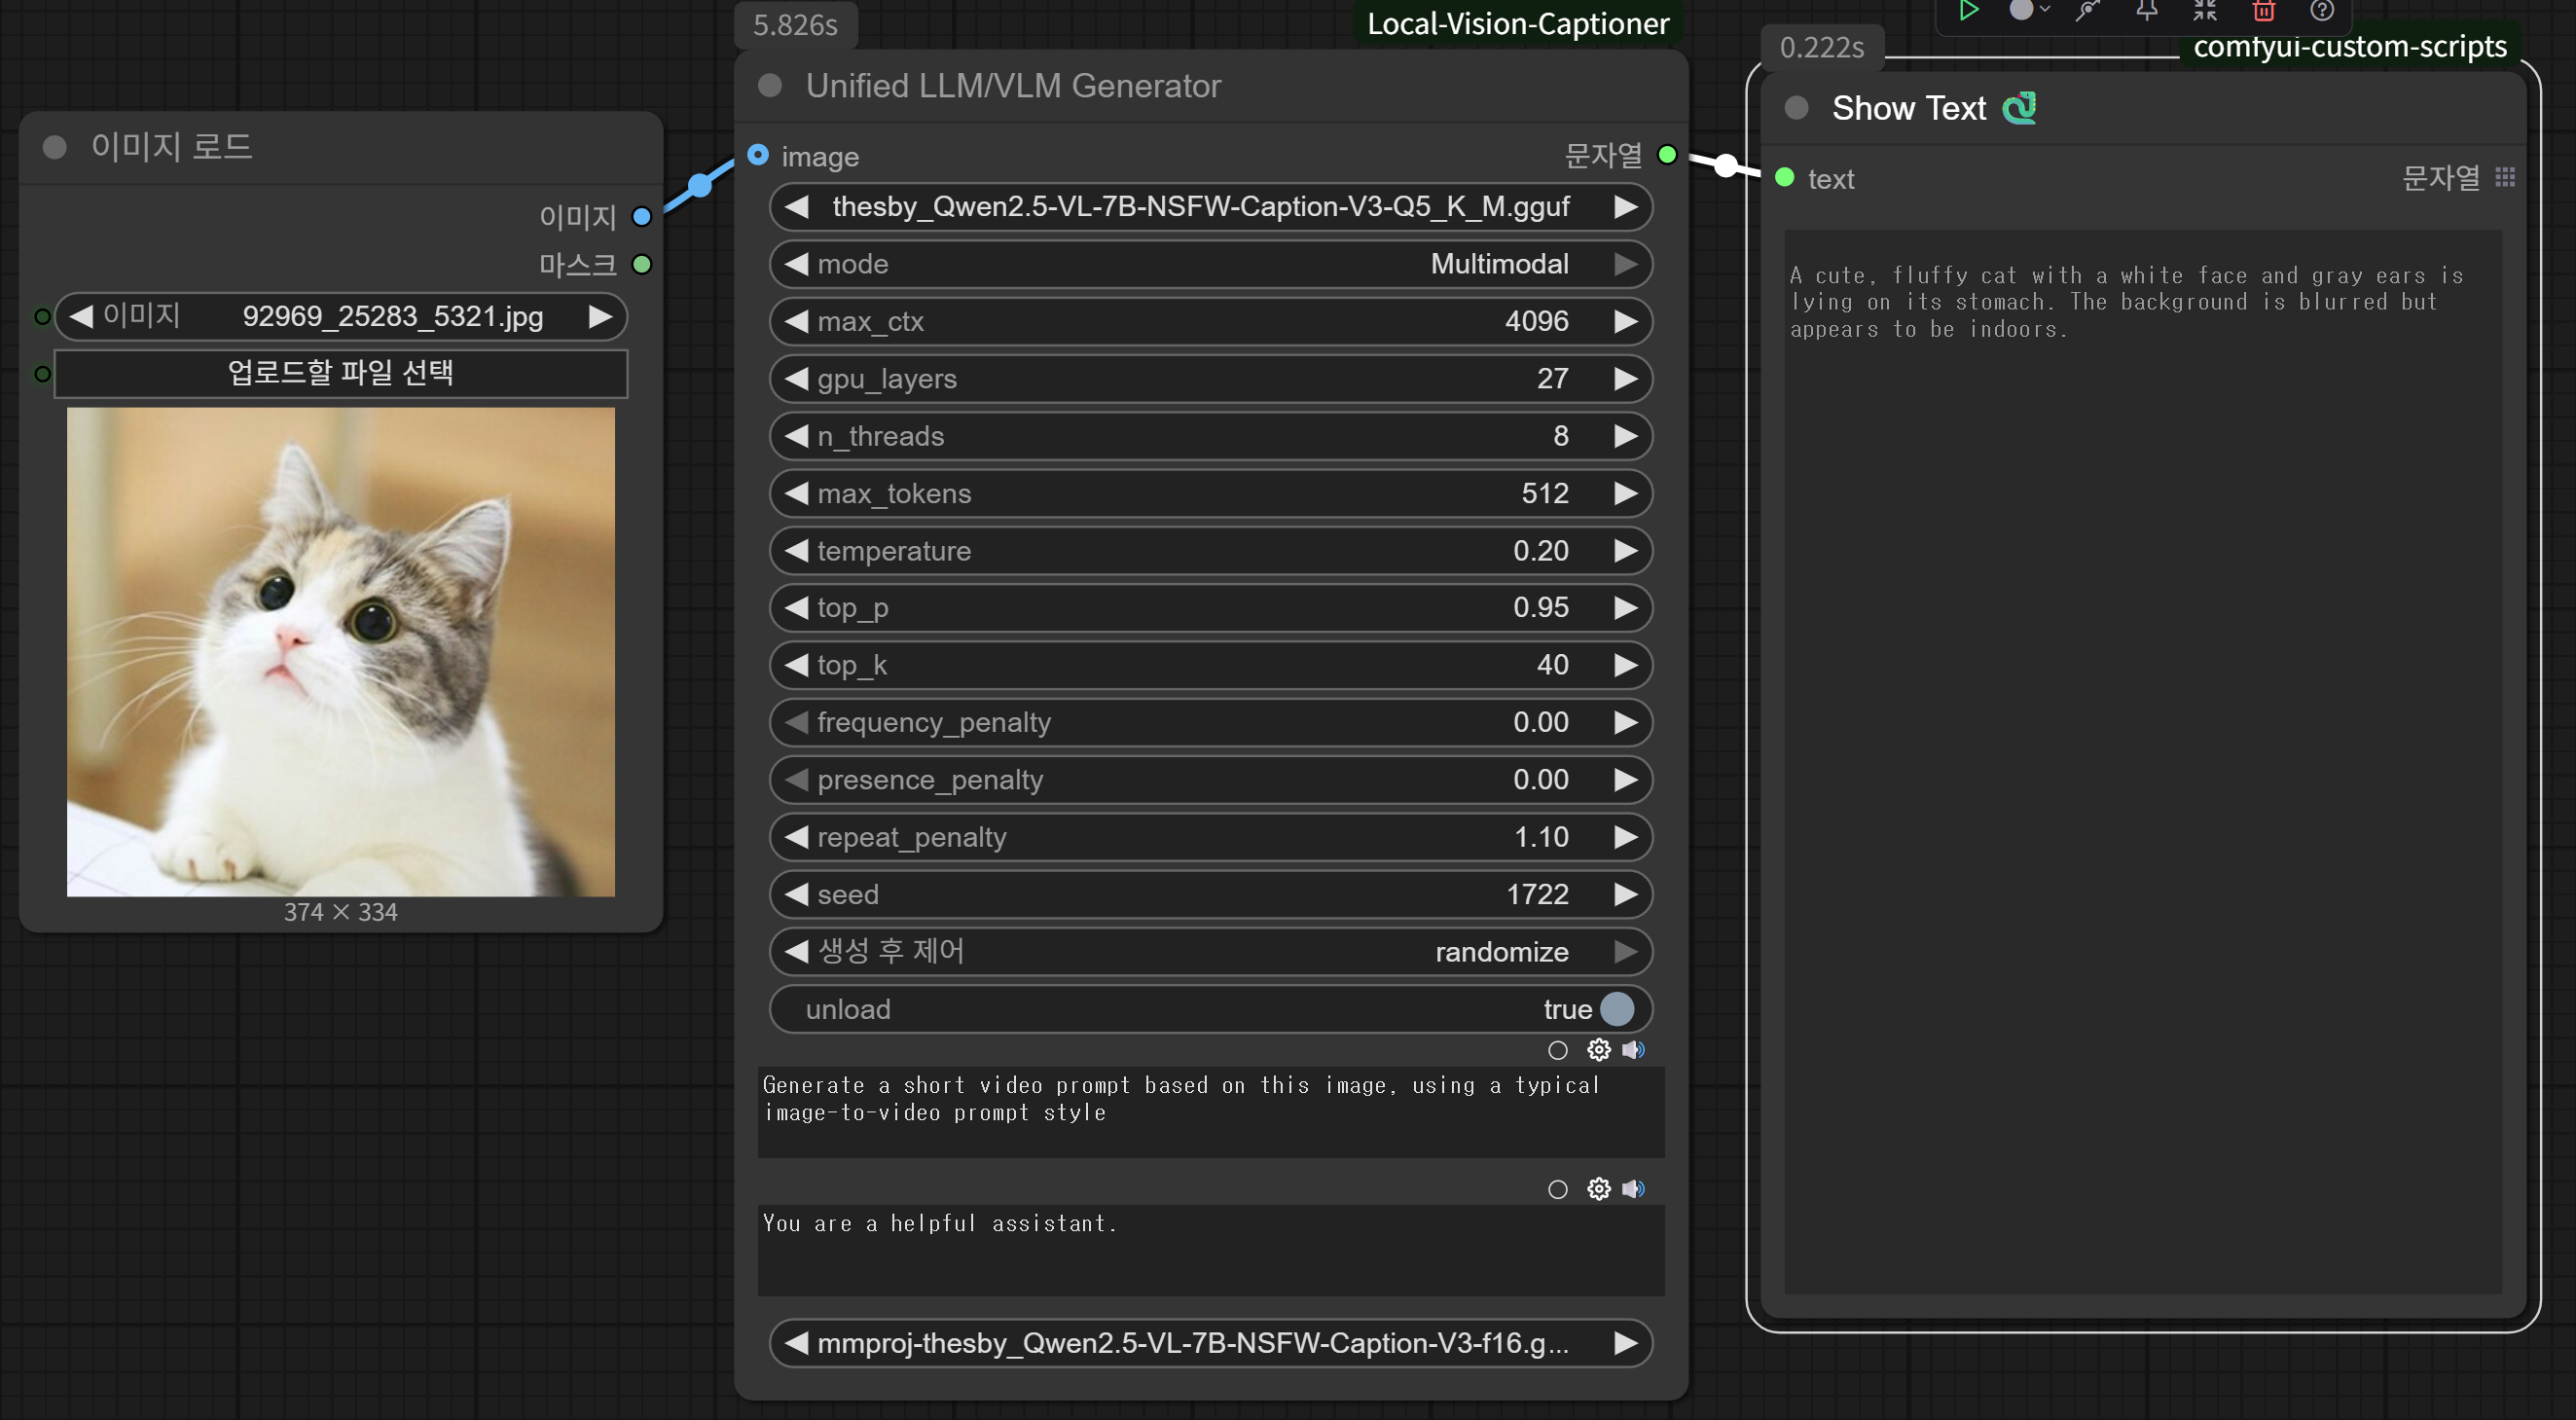 이미지 로드
이미지
마스크
이미지 92969_25283_5321.jpg
업로드할 파일 선택
374 × 334
5.826s
Local-Vision-Captioner
Unified LLM/VLM Generator
image 문자열
thesby_Qwen2.5-VL-7B-NSFW-Caption-V3-Q5_K_M.gguf
mode Multimodal
max_ctx 4096
gpu_layers 27
n_threads 8
max_tokens 512
temperature 0.20
top_p 0.95
top_k 40
frequency_penalty 0.00
presence_penalty 0.00
repeat_penalty 1.10
seed 1722
생성 후 제어 randomize
unload true
Generate a short video prompt based on this image, using a typical
image-to-video prompt style
You are a helpful assistant.
mmproj-thesby_Qwen2.5-VL-7B-NSFW-Caption-V3-f16.g...
0.222s
comfyui-custom-scripts
Show Text
text 문자열
A cute, fluffy cat with a white face and gray ears is
lying on its stomach. The background is blurred but
appears to be indoors.